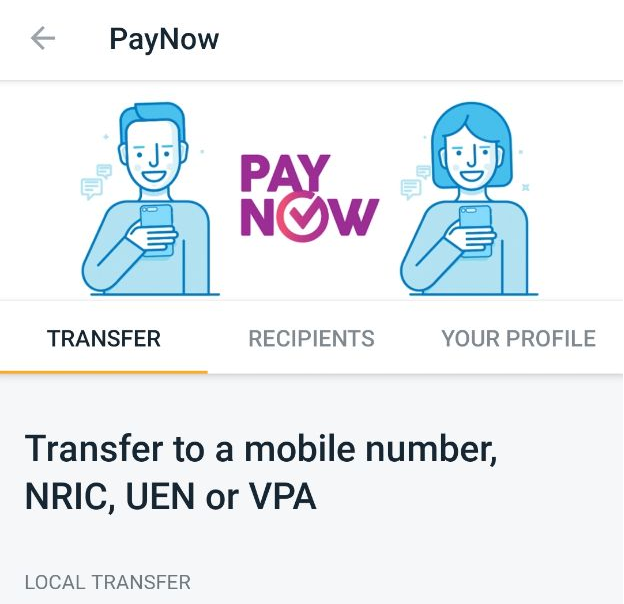 PayNow
PAY
NOW
TRANSFER
RECIPIENTS
YOUR PROFILE
Transfer to a mobile number,
NRIC, UEN or VPA
LOCAL TRANSFER